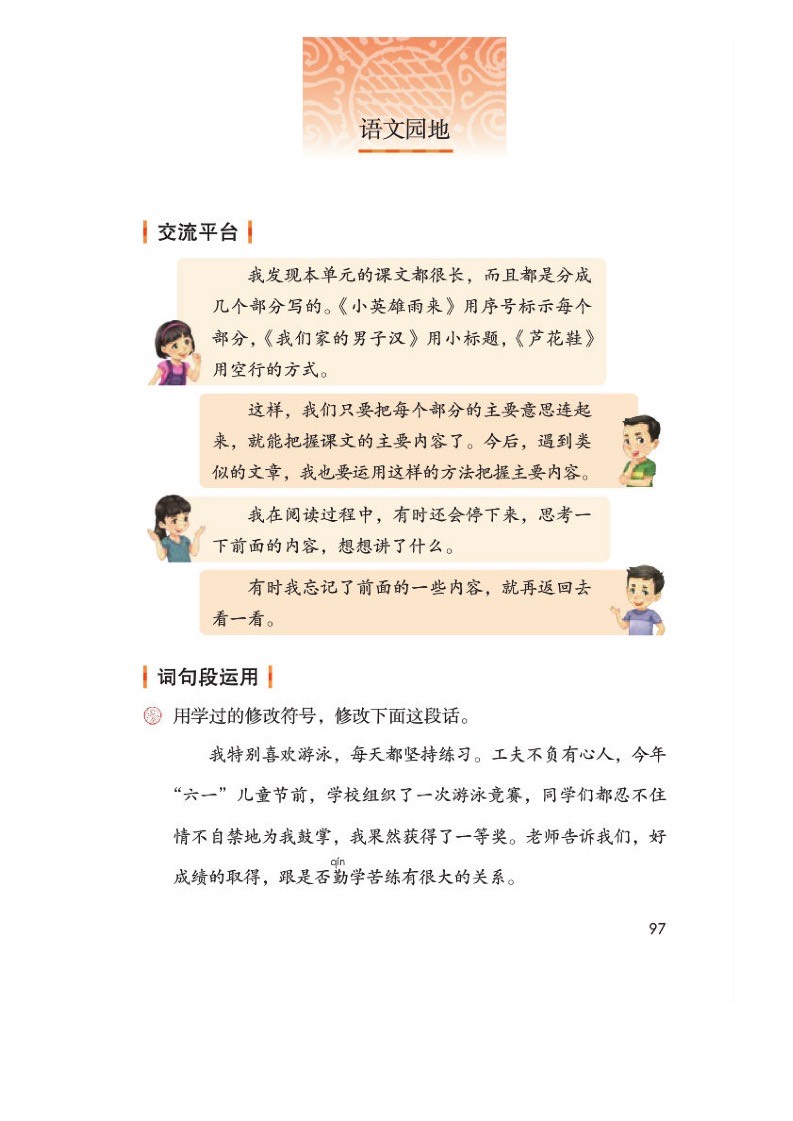 语文园地
交流平台
我发现本单元的课文都很长，而且都是分成
几个部分写的。《小英雄雨来》用序号标示每个
部分，《我们家的男子汉》用小标题，《芦花鞋》
用空行的方式。
这样，我们只要把每个部分的主要意思连起
来，就能把握课文的主要内容了。今后，遇到类
似的文章，我也要运用这样的方法把握主要内容。
我在阅读过程中，有时还会停下来，思考一
下前面的内容，想想讲了什么。
有时我忘记了前面的一些内容，就再返回去
看一看。
词句段运用
用学过的修改符号，修改下面这段话。
我特别喜欢游泳，每天都坚持练习。工夫不负有心人，今年
“六一”儿童节前，学校组织了一次游泳竞赛，同学们都忍不住
情不自禁地为我鼓掌，我果然获得了一等奖。老师告诉我们，好
qín
成绩的取得，跟是否勤学苦练有很大的关系。
97